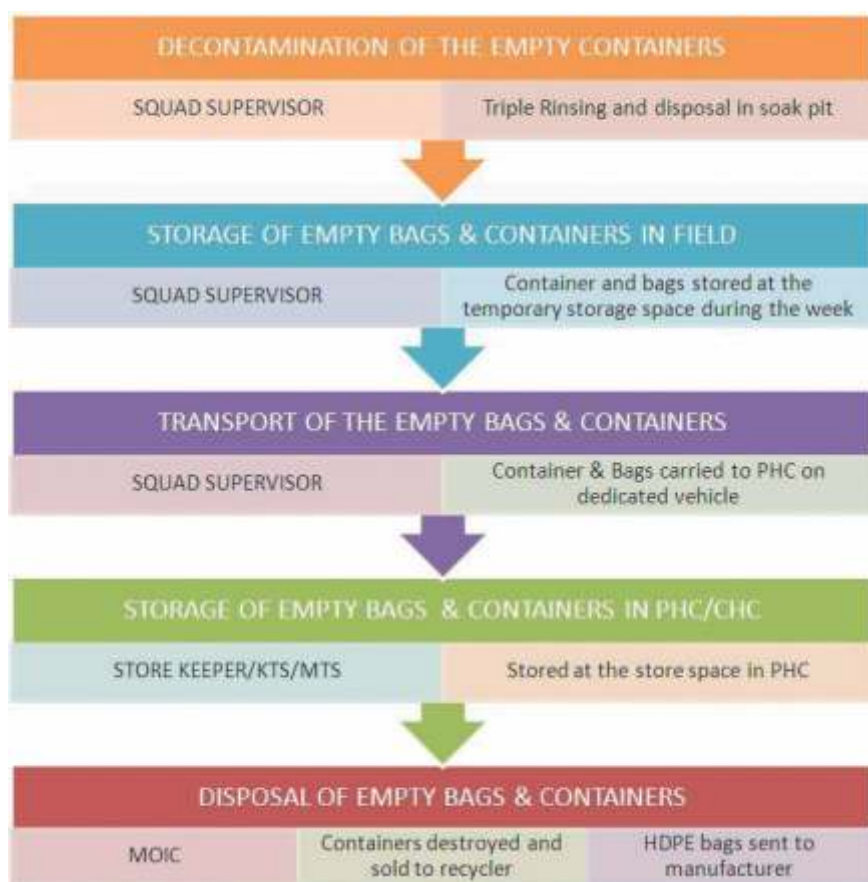 DECONTAMINATION OF THE EMPTY CONTAINERS
SQUAD SUPERVISOR
Triple Rinsing and disposal in soak pit
STORAGE OF EMPTY BAGS & CONTAINERS IN FIELD
SQUAD SUPERVISOR
Container and bags stored at the
temporary storage space during the week
TRANSPORT OF THE EMPTY BAGS & CONTAINERS
SQUAD SUPERVISOR
Container & Bags carried to PHC on
dedicated vehicle
STORAGE OF EMPTY BAGS & CONTAINERS IN PHC/CHC
STORE KEEPER/KTS/MTS
Stored at the store space in PHC
DISPOSAL OF EMPTY BAGS & CONTAINERS
MOIC
Containers destroyed and
sold to recycler
HDPE bags sent to
manufacturer